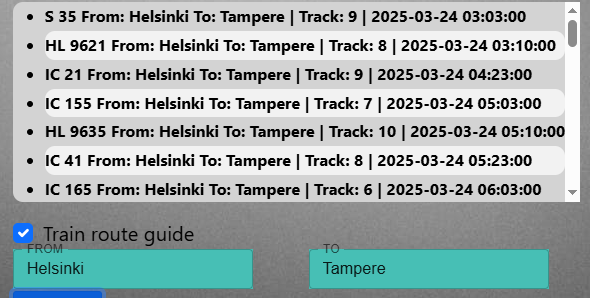 S 35 From: Helsinki To: Tampere | Track: 9 | 2025-03-24 03:03:00
HL 9621 From: Helsinki To: Tampere | Track: 8 | 2025-03-24 03:10:00
IC 21 From: Helsinki To: Tampere | Track: 9 | 2025-03-24 04:23:00
IC 155 From: Helsinki To: Tampere | Track: 7 | 2025-03-24 05:03:00
HL 9635 From: Helsinki To: Tampere | Track: 10 | 2025-03-24 05:10:00
IC 41 From: Helsinki To: Tampere | Track: 8 | 2025-03-24 05:23:00
IC 165 From: Helsinki To: Tampere | Track: 6 | 2025-03-24 06:03:00
Train route guide
FROM
Helsinki
TO
Tampere